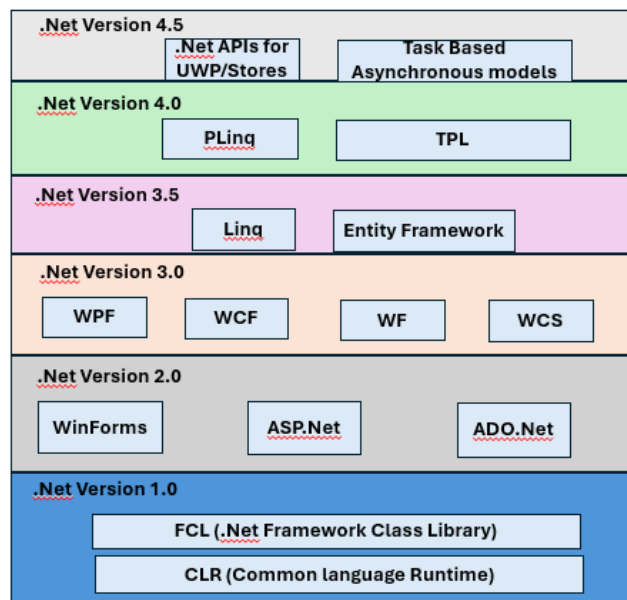 .Net Version 4.5
.Net APIs for
UWP/Stores
Task Based
Asynchronous models
.Net Version 4.0
PLinq
TPL
.Net Version 3.5
Linq
Entity Framework
.Net Version 3.0
WPF
WCF
WF
WCS
.Net Version 2.0
WinForms
ASP.Net
ADO.Net
.Net Version 1.0
FCL (.Net Framework Class Library)
CLR (Common language Runtime)